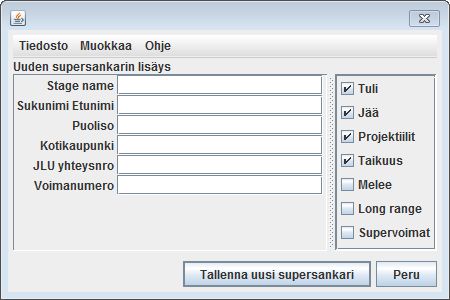 Tiedosto Muokkaa Ohje
Uuden supersankarin lisäys
Stage name
Sukunimi Etunimi
Puoliso
Kotikaupunki
JLU yhteysnro
Voimanumero
Tuli
Jää
Projektiilit
Taikuus
Melee
Long range
Supervoimat
Tallenna uusi supersankari Peru